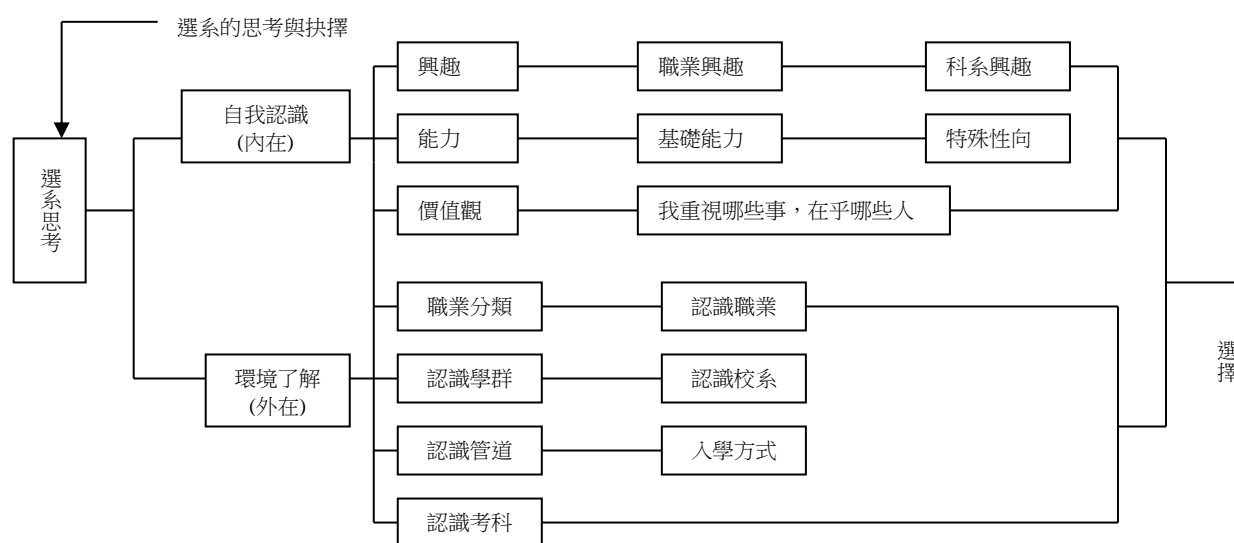 選系的思考與抉擇
選系思考
自我認識
(內在)
興趣
職業興趣
科系興趣
能力
基礎能力
特殊性向
價值觀
我重視哪些事，在乎哪些人
環境了解
(外在)
職業分類
認識職業
認識學群
認識校系
認識管道
入學方式
認識考科
選擇